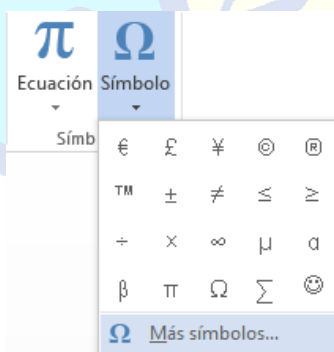 π Ω
Ecuación Símbolo
Símb
€ £ ¥ © ®
™ ± ≠ ≤ ≥
÷ × ∞ µ α
β π Ω ∑ ☺
Ω Más símbolos...